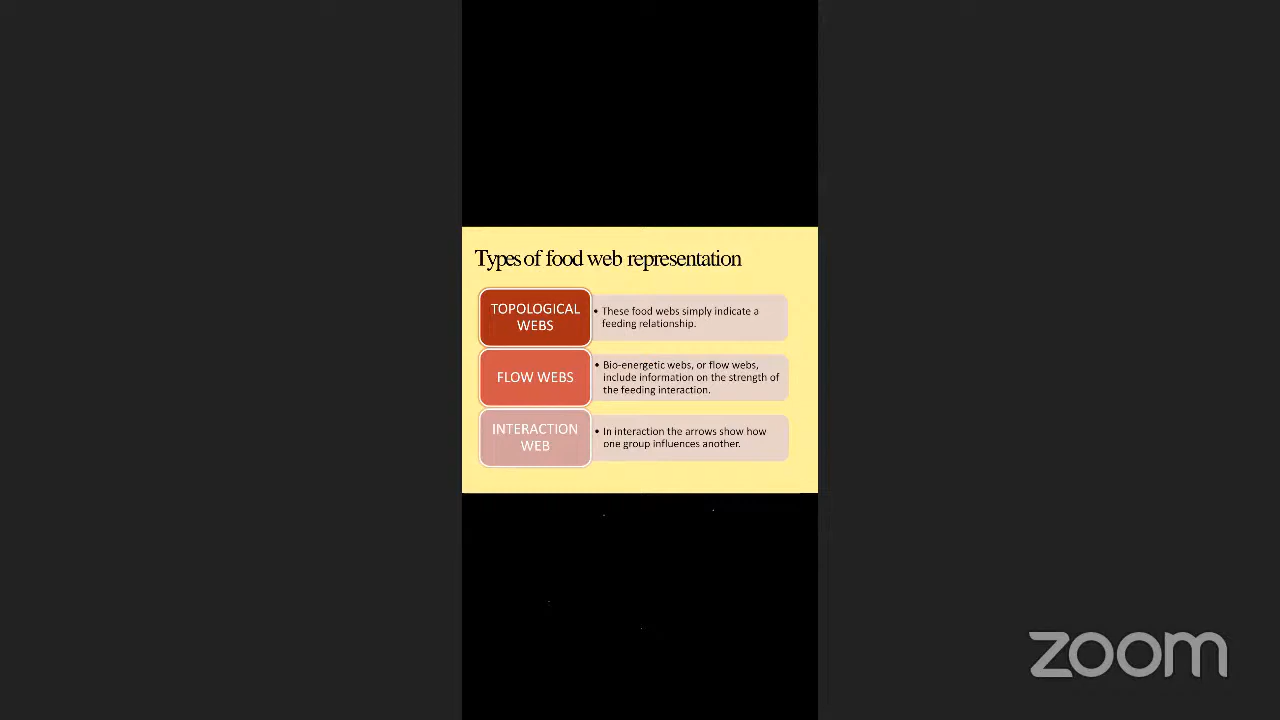 Types of food web representation
TOPOLOGICAL
WEBS
• These food webs simply indicate a
feeding relationship.
FLOW WEBS
• Bio-energetic webs, or flow webs,
include information on the strength of
the feeding interaction.
INTERACTION
WEB
• In interaction the arrows show how
one group influences another.
zoom